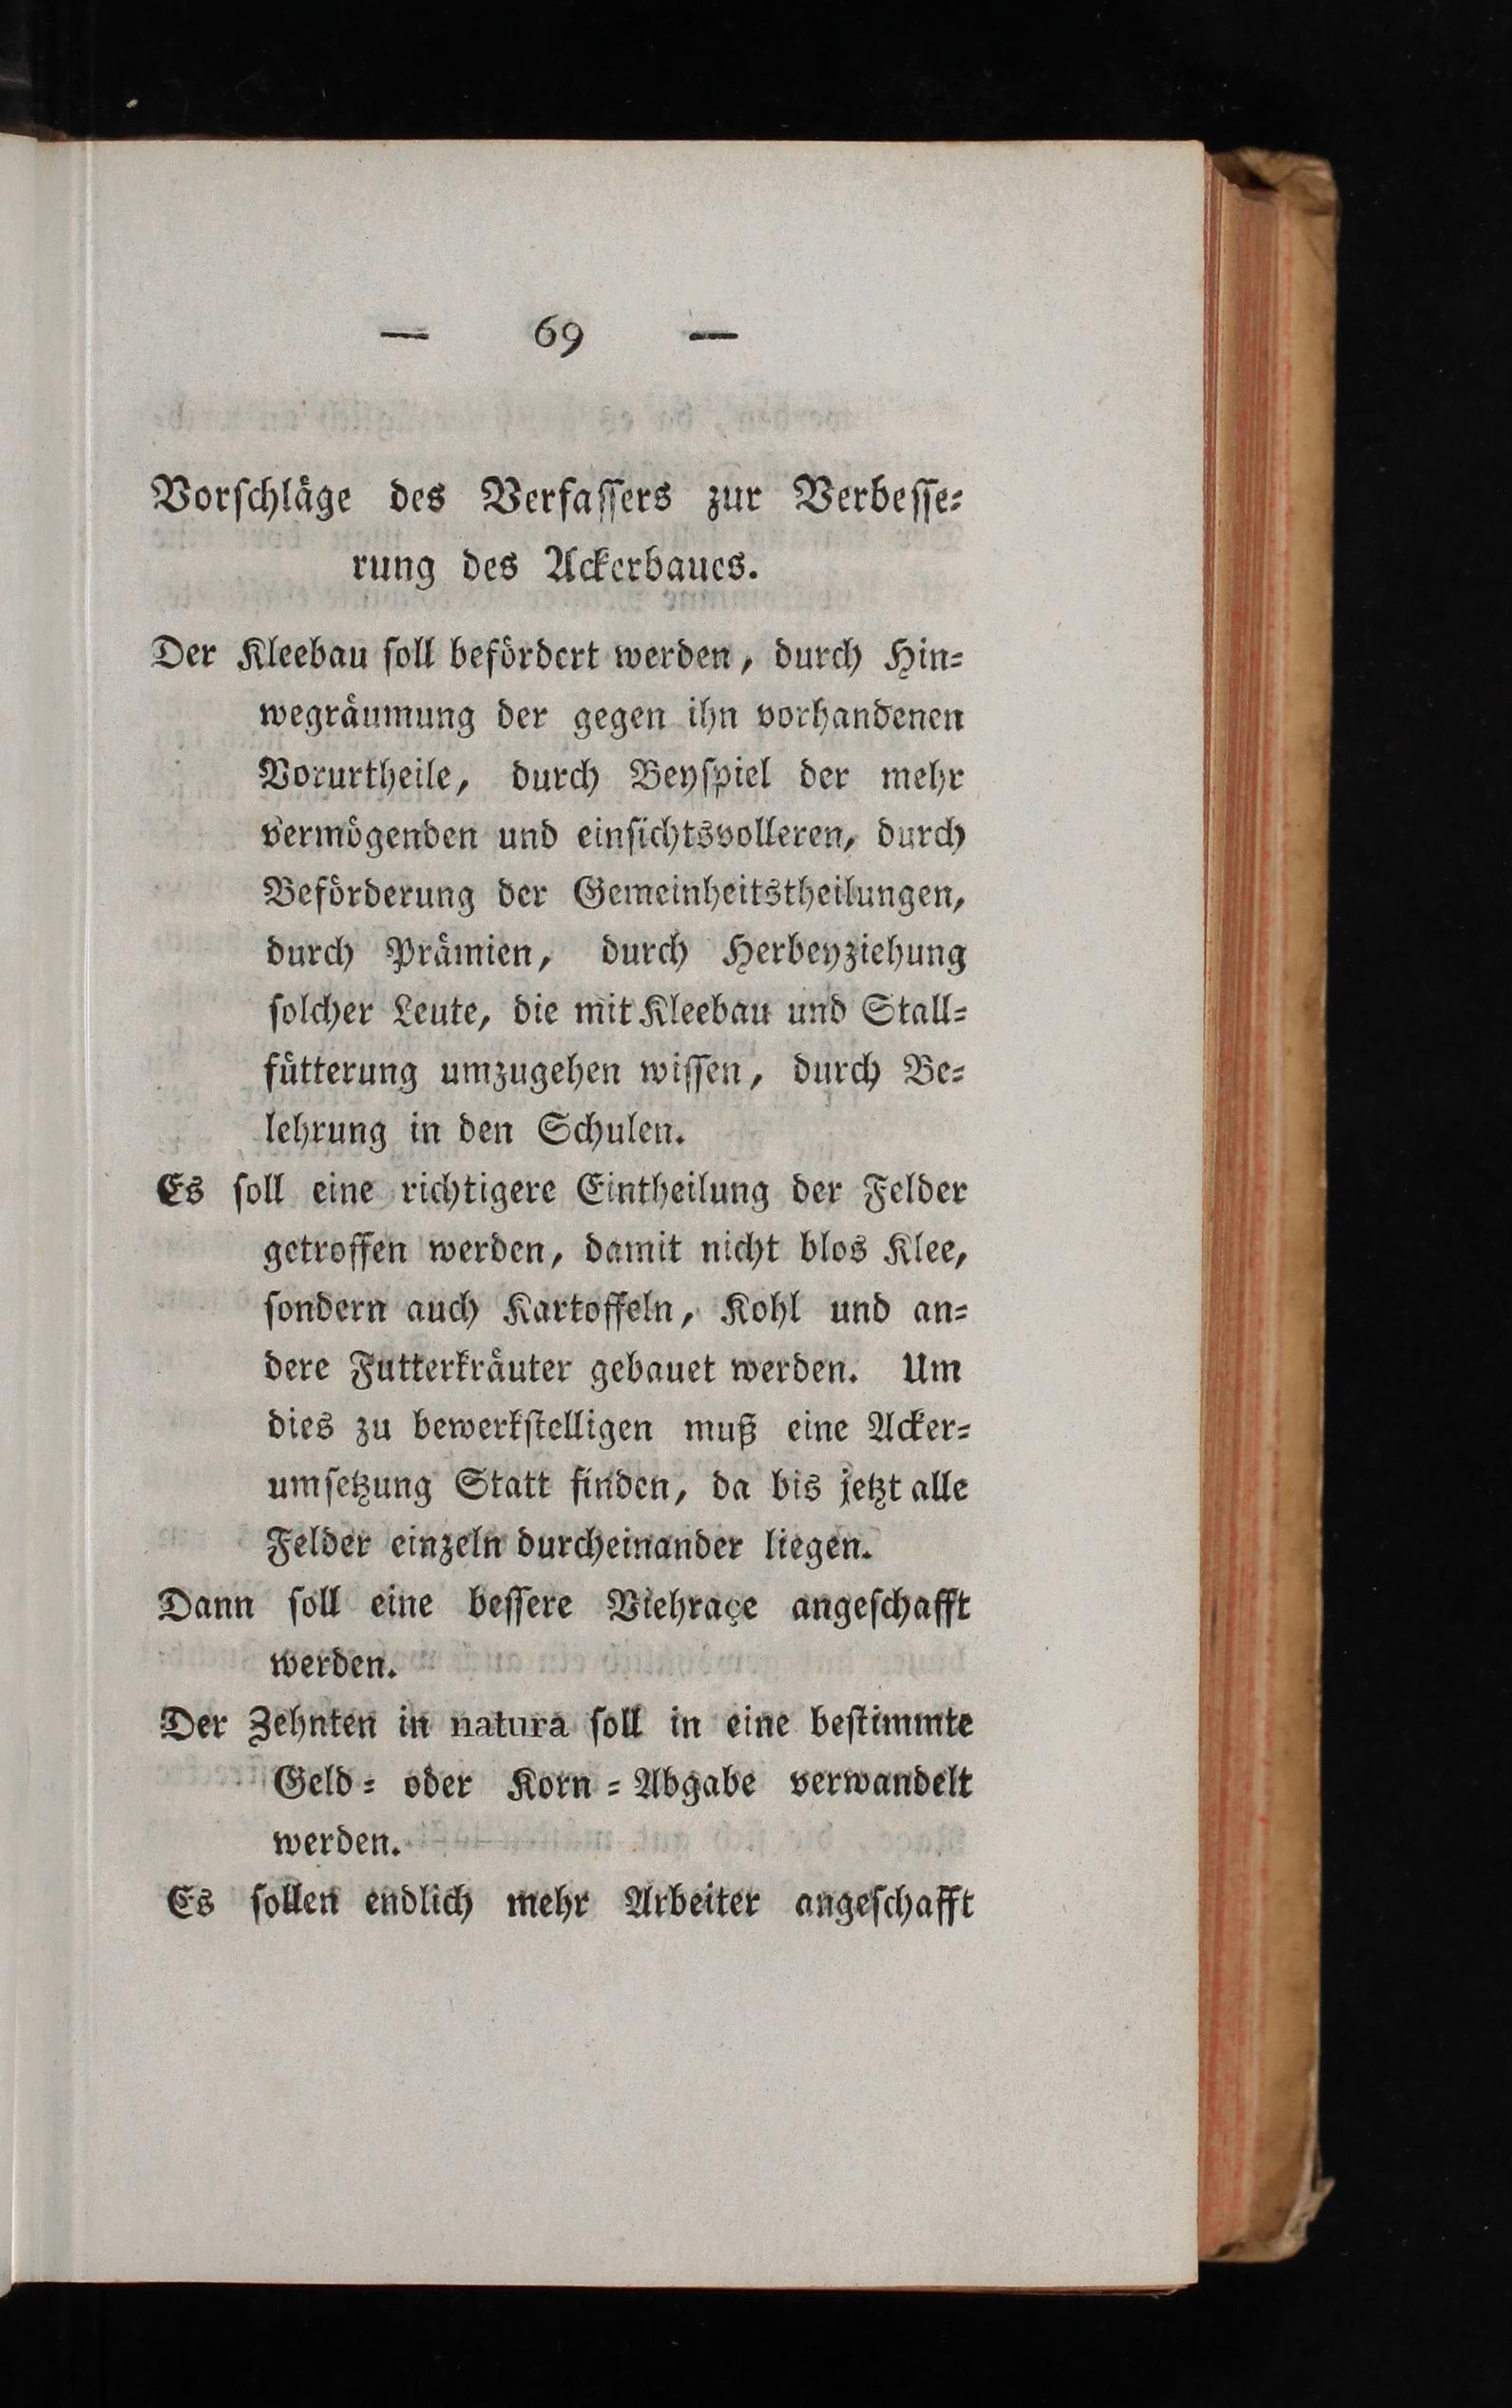 — 69 —
Vorſchläge des Verfaſſers zur Verbeſſe⸗
rung des Ackerbaues.
Der Kleebau ſoll befördert werden, durch Hin⸗
wegräumung der gegen ihn vorhandenen
Vorurtheile, durch Beyſpiel der mehr
vermögenden und einſichtsvolleren, durch
Beförderung der Gemeinheitstheilungen,
durch Prämien, durch Herbeyziehung
ſolcher Leute, die mit Kleebau und Stall⸗
fütterung umzugehen wiſſen, durch Be⸗
lehrung in den Schulen.
Es ſoll eine richtigere Eintheilung der Felder
getroffen werden, damit nicht blos Klee,
ſondern auch Kartoffeln, Kohl und an⸗
dere Futterkräuter gebauet werden. Um
dies zu bewerkſtelligen muß eine Acker⸗
umſetzung Statt finden, da bis jetzt alle
Felder einzeln durcheinander liegen.
Dann ſoll eine beſſere Viehraçe angeſchafft
werden.
Der Zehnten in natura ſoll in eine beſtimmte
Geld⸗ oder Korn⸗Abgabe verwandelt
werden.
Es ſollen endlich mehr Arbeiter angeſchafft